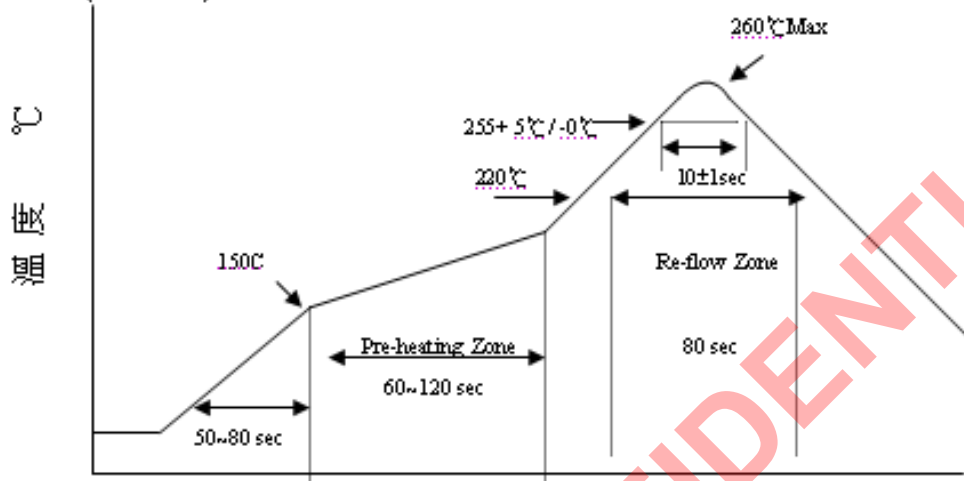 260℃Max
255+ 5℃/-0℃
10±1sec
220℃
150C
Re-flow Zone
Pre-heating Zone
80 sec
60~120 sec
50~80 sec
温度 ℃
IDENTI